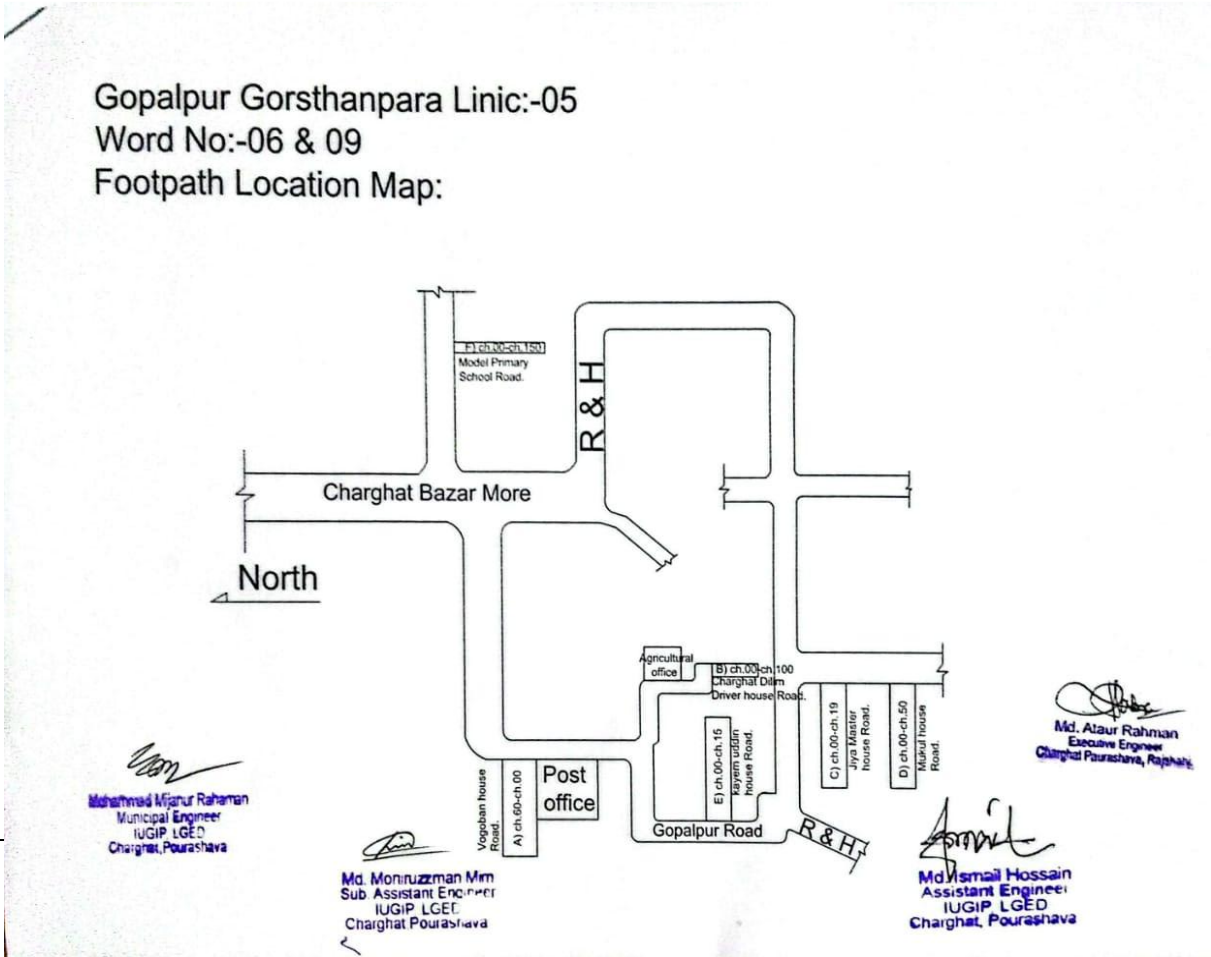 Gopalpur Gorsthanpara Linic:-05
Word No:-06 & 09
Footpath Location Map:
F) ch.00-ch.150
Model Primary
School Road.
R & H
Charghat Bazar More
North
Agricultural
office
B) ch.00-ch.100
Charghat Dilim
Driver house Road.
E) ch.00-ch.15
kayem uddin
house Road.
C) ch.00-ch.19
Jiya Master
house Road.
D) ch.00-ch.50
Mukul house
Road.
Vogoban house
Road.
A) ch.60-ch.00
Post
office
Gopalpur Road
R & H
Md. Ataur Rahman
Executive Engineer
Charghat Paurashava, Rajshahi.
Mohammad Mijanur Rahaman
Municipal Engineer
IUGIP LGED
Charghat, Pourashava
Md. Moniruzzman Mim
Sub. Assistant Engineer
IUGIP LGED
Charghat Pourashava
Md. Ismail Hossain
Assistant Engineer
IUGIP LGED
Charghat, Pourashava